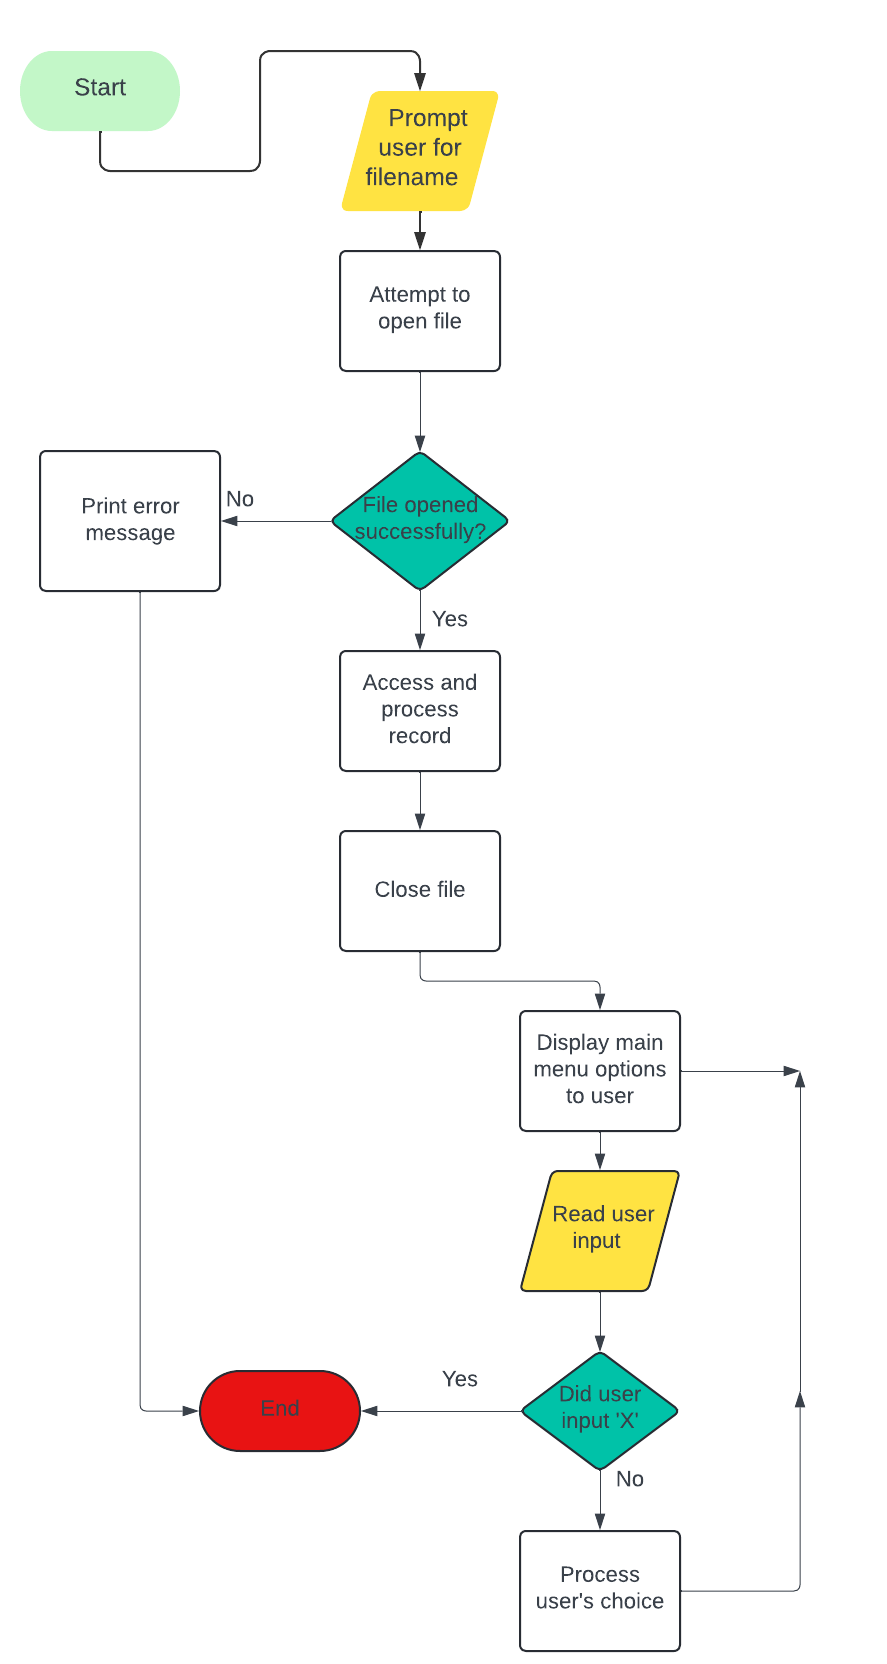 Start
Prompt
user for
filename
Attempt to
open file
File opened
successfully?
No
Print error
message
Yes
Access and
process
record
Close file
Display main
menu options
to user
Read user
input
Did user
input 'X'
Yes
End
No
Process
user's choice